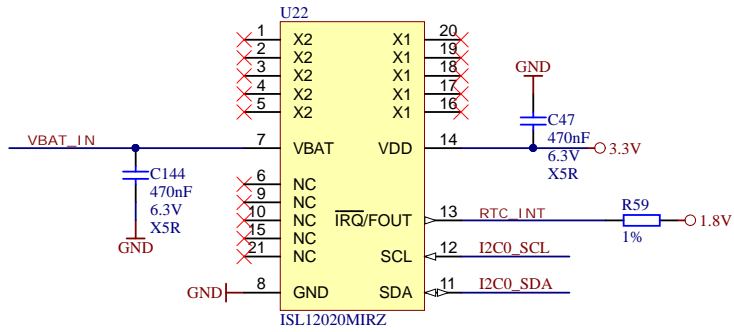 U22
1 X2 X1 20
2 X2 X1 19
3 X2 X1 18
4 X2 X1 17
5 X2 X1 16
GND
C47
470nF
6.3V
X5R
VBAT_IN 7 VBAT VDD 14 3.3V
C144
470nF
6.3V
X5R
GND
6 NC
9 NC
10 NC
15 NC
21 NC
IRQ/FOUT 13 RTC_INT R59 1.8V
1%
SCL 12 I2C0_SCL
GND 8 GND SDA 11 I2C0_SDA
ISL12020MIRZ